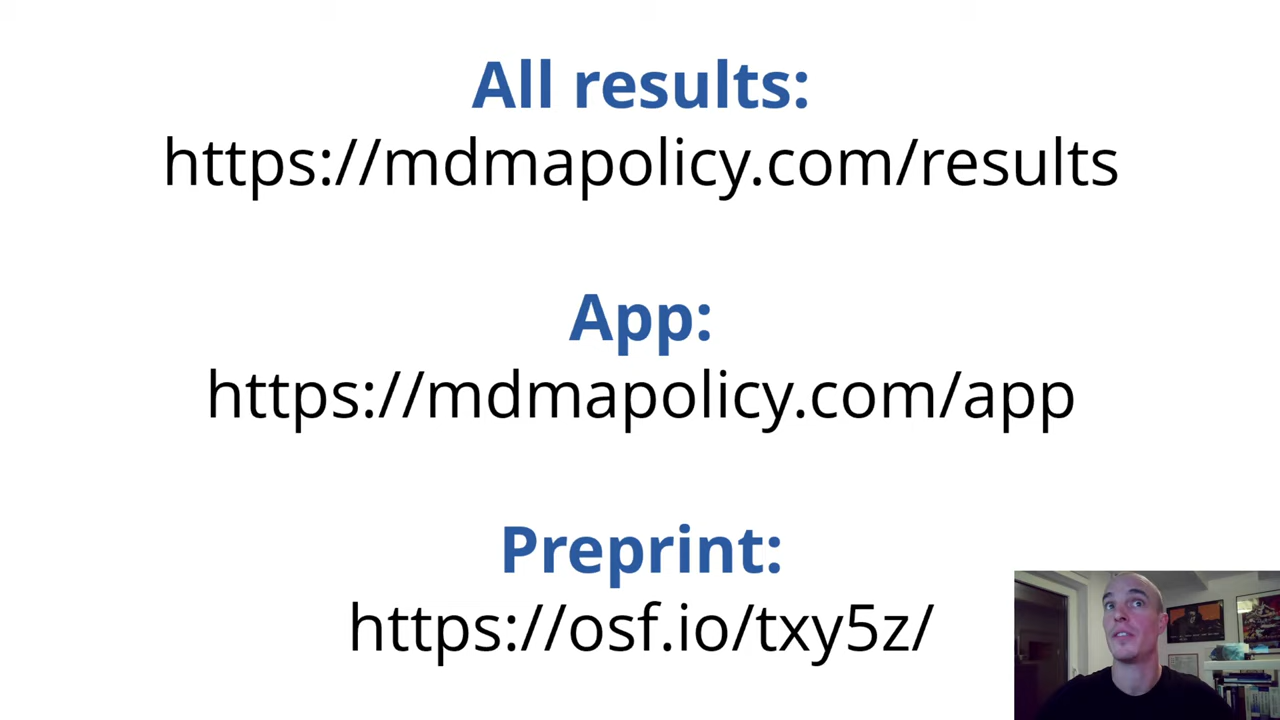 All results:
https://mdmapolicy.com/results
App:
https://mdmapolicy.com/app
Preprint:
https://osf.io/txy5z/